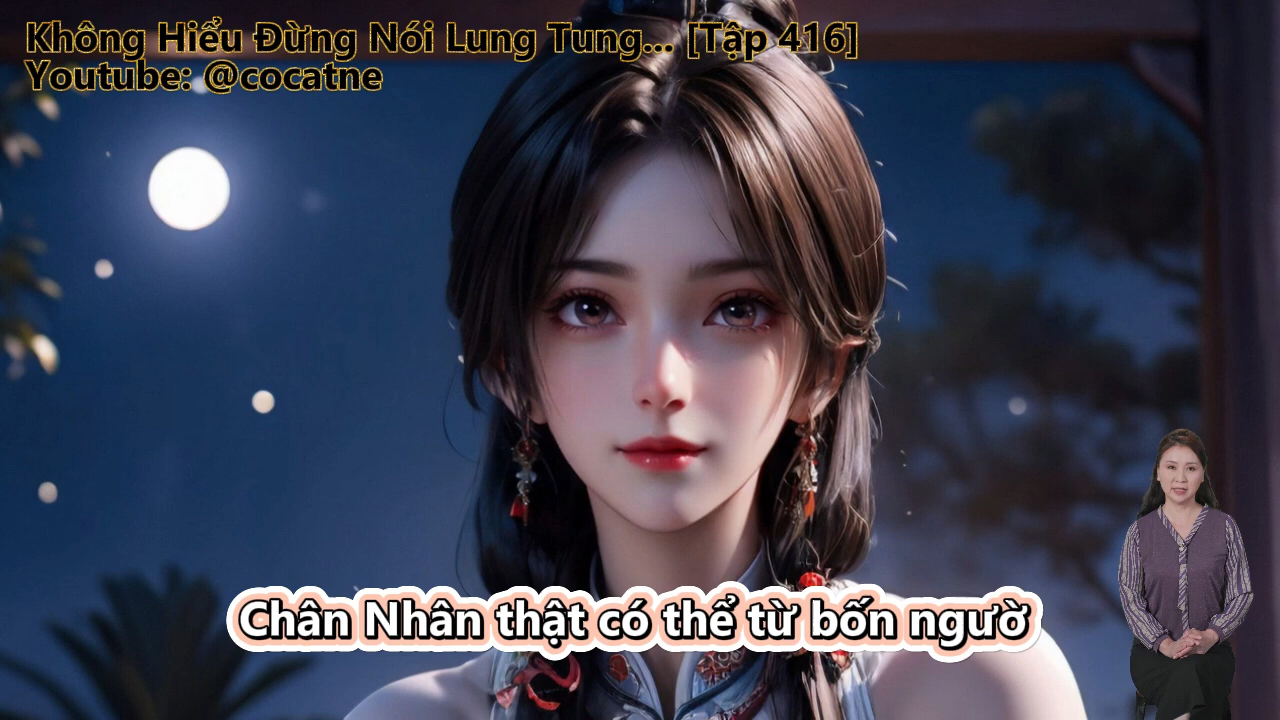 Không Hiểu Đừng Nói Lung Tung... [Tập 416]
Youtube: @cocatne
Chân Nhân thật có thể từ bốn ngườ